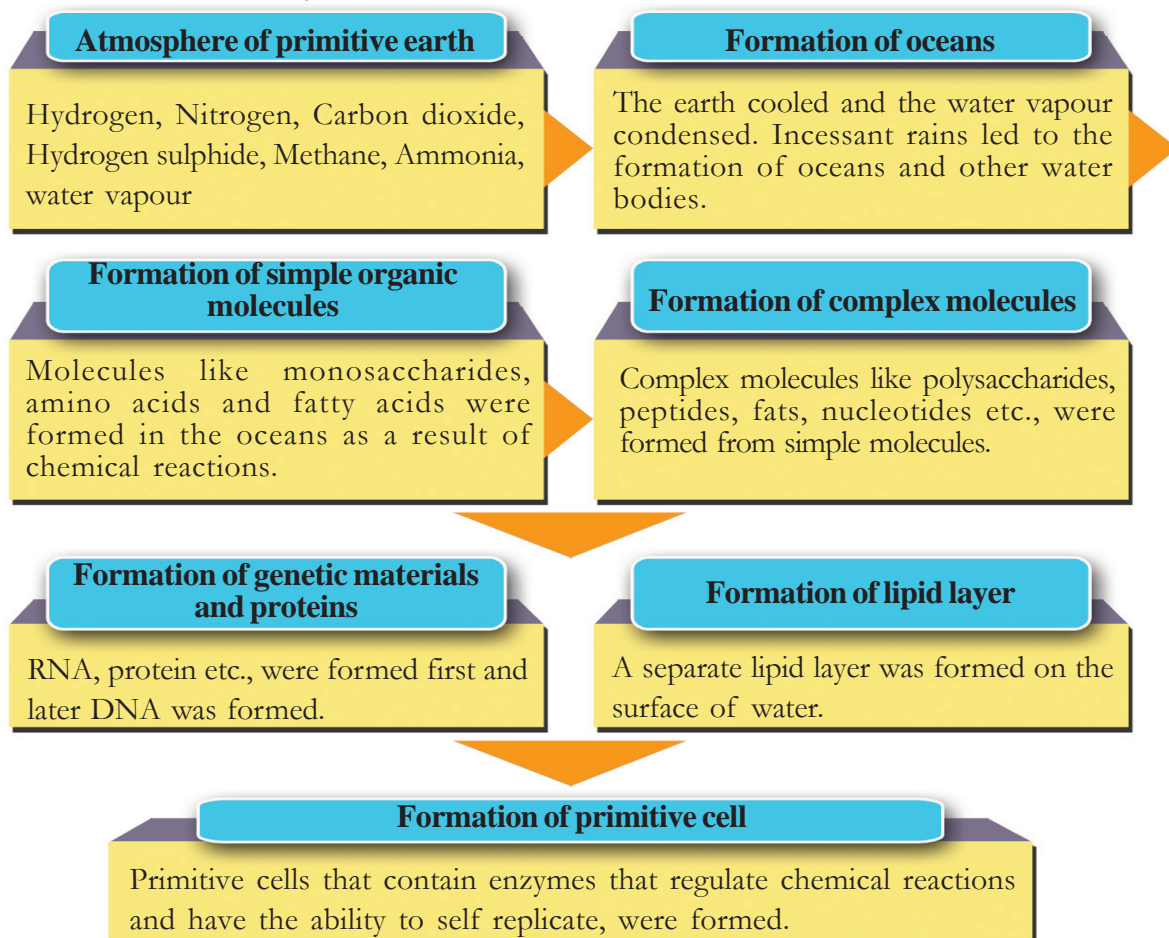 Atmosphere of primitive earth
Hydrogen, Nitrogen, Carbon dioxide,
Hydrogen sulphide, Methane, Ammonia,
water vapour
Formation of oceans
The earth cooled and the water vapour
condensed. Incessant rains led to the
formation of oceans and other water
bodies.
Formation of simple organic
molecules
Molecules like monosaccharides,
amino acids and fatty acids were
formed in the oceans as a result of
chemical reactions.
Formation of complex molecules
Complex molecules like polysaccharides,
peptides, fats, nucleotides etc., were
formed from simple molecules.
Formation of genetic materials
and proteins
RNA, protein etc., were formed first and
later DNA was formed.
Formation of lipid layer
A separate lipid layer was formed on the
surface of water.
Formation of primitive cell
Primitive cells that contain enzymes that regulate chemical reactions
and have the ability to self replicate, were formed.